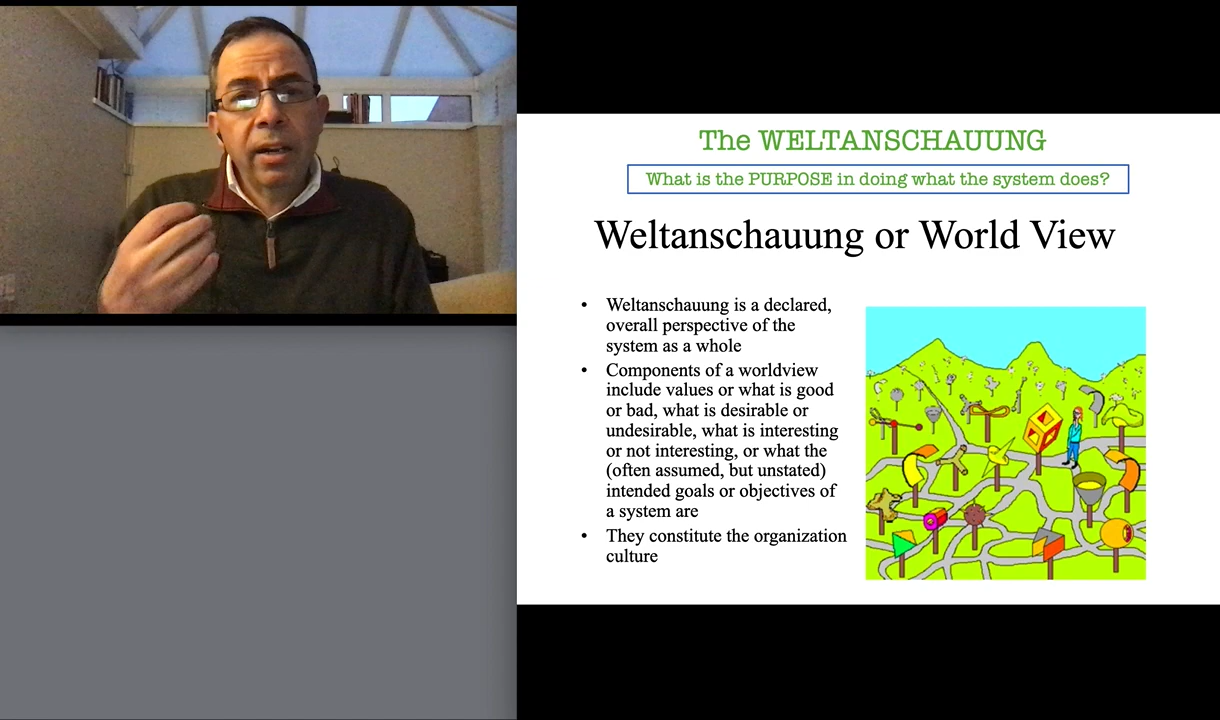 The WELTANSCHAUUNG
What is the PURPOSE in doing what the system does?
Weltanschauung or World View
• Weltanschauung is a declared,
overall perspective of the
system as a whole
• Components of a worldview
include values or what is good
or bad, what is desirable or
undesirable, what is interesting
or not interesting, or what the
(often assumed, but unstated)
intended goals or objectives of
a system are
• They constitute the organization
culture